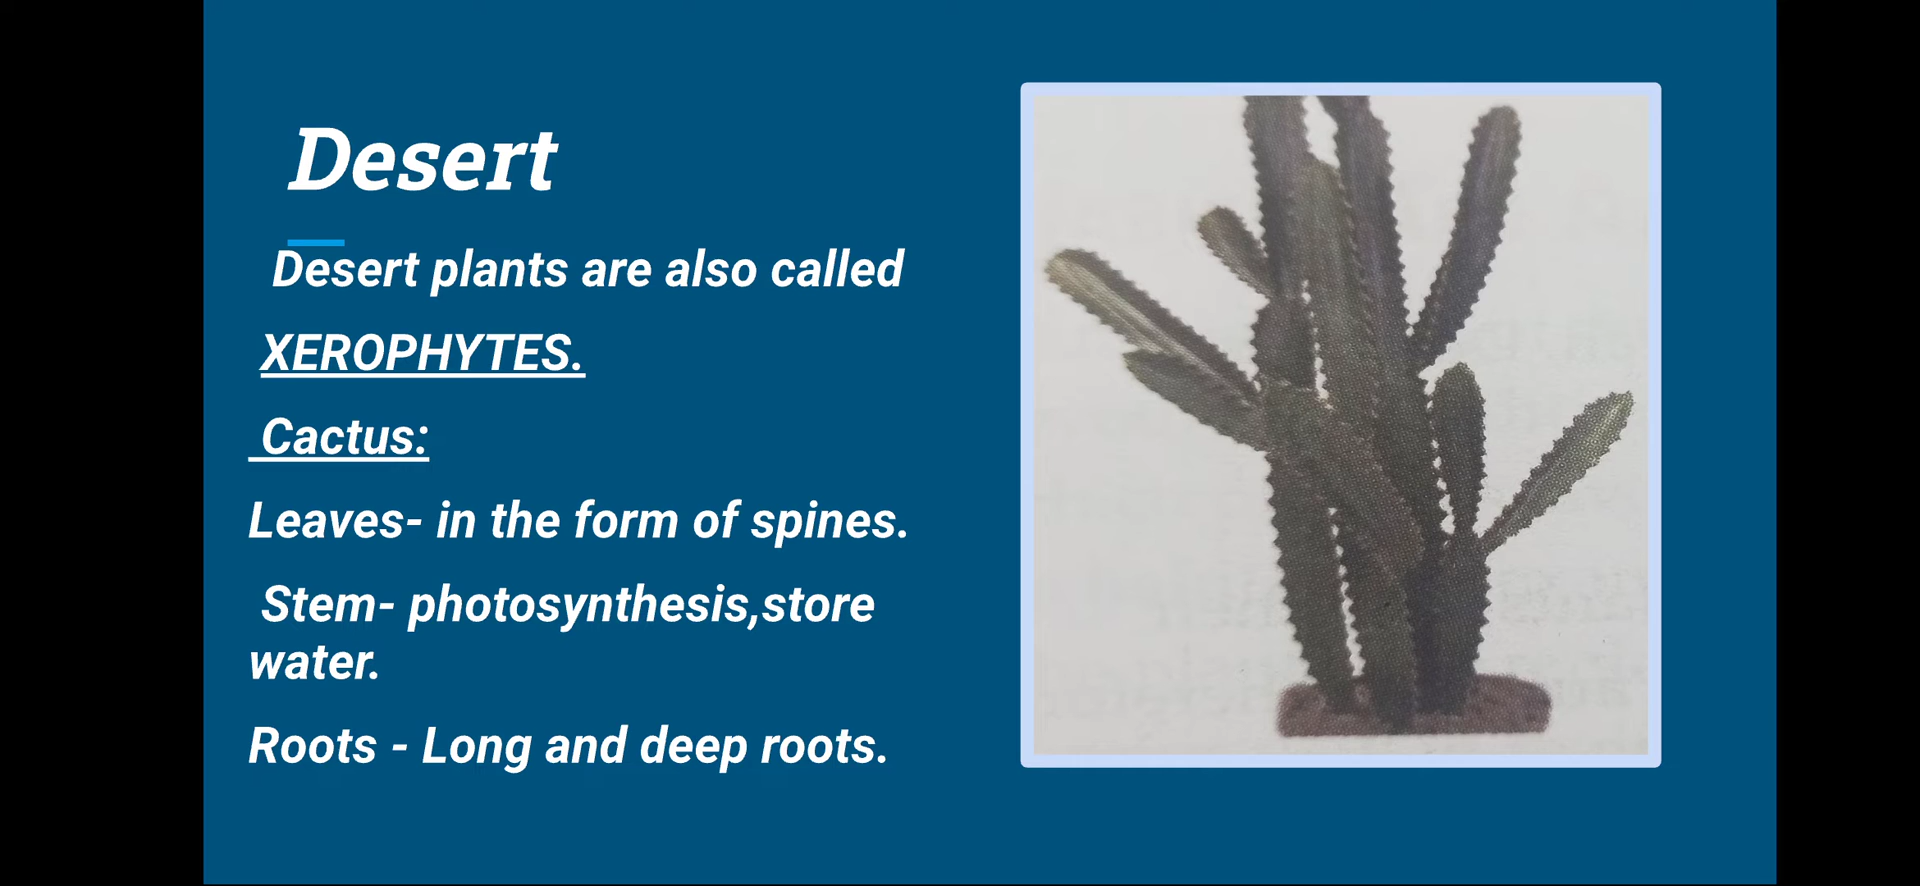 Desert
Desert plants are also called
XEROPHYTES.
Cactus:
Leaves- in the form of spines.
Stem- photosynthesis,store
water.
Roots - Long and deep roots.